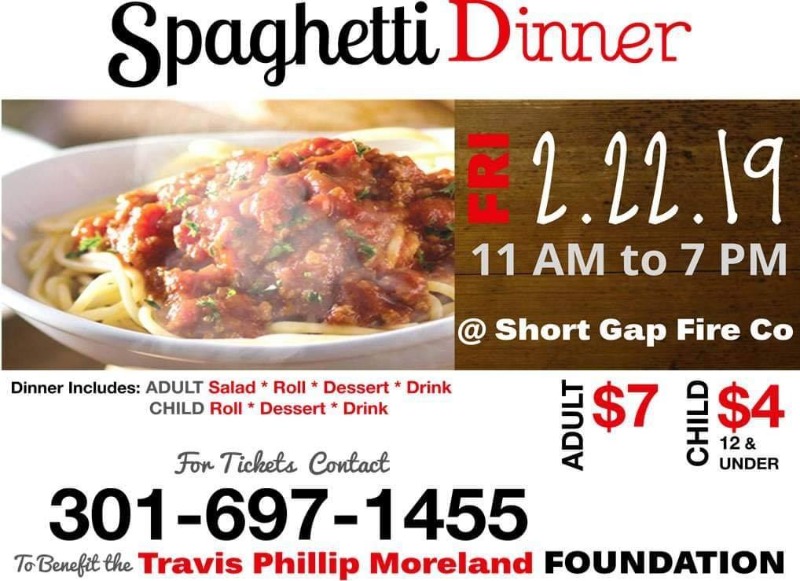 Spaghetti Dinner
FRI 2.22.19
11 AM to 7 PM
@ Short Gap Fire Co
Dinner Includes: ADULT Salad * Roll * Dessert * Drink
CHILD Roll * Dessert * Drink
ADULT $7
CHILD $4
12 &
UNDER
For Tickets Contact
301-697-1455
To Benefit the Travis Phillip Moreland FOUNDATION